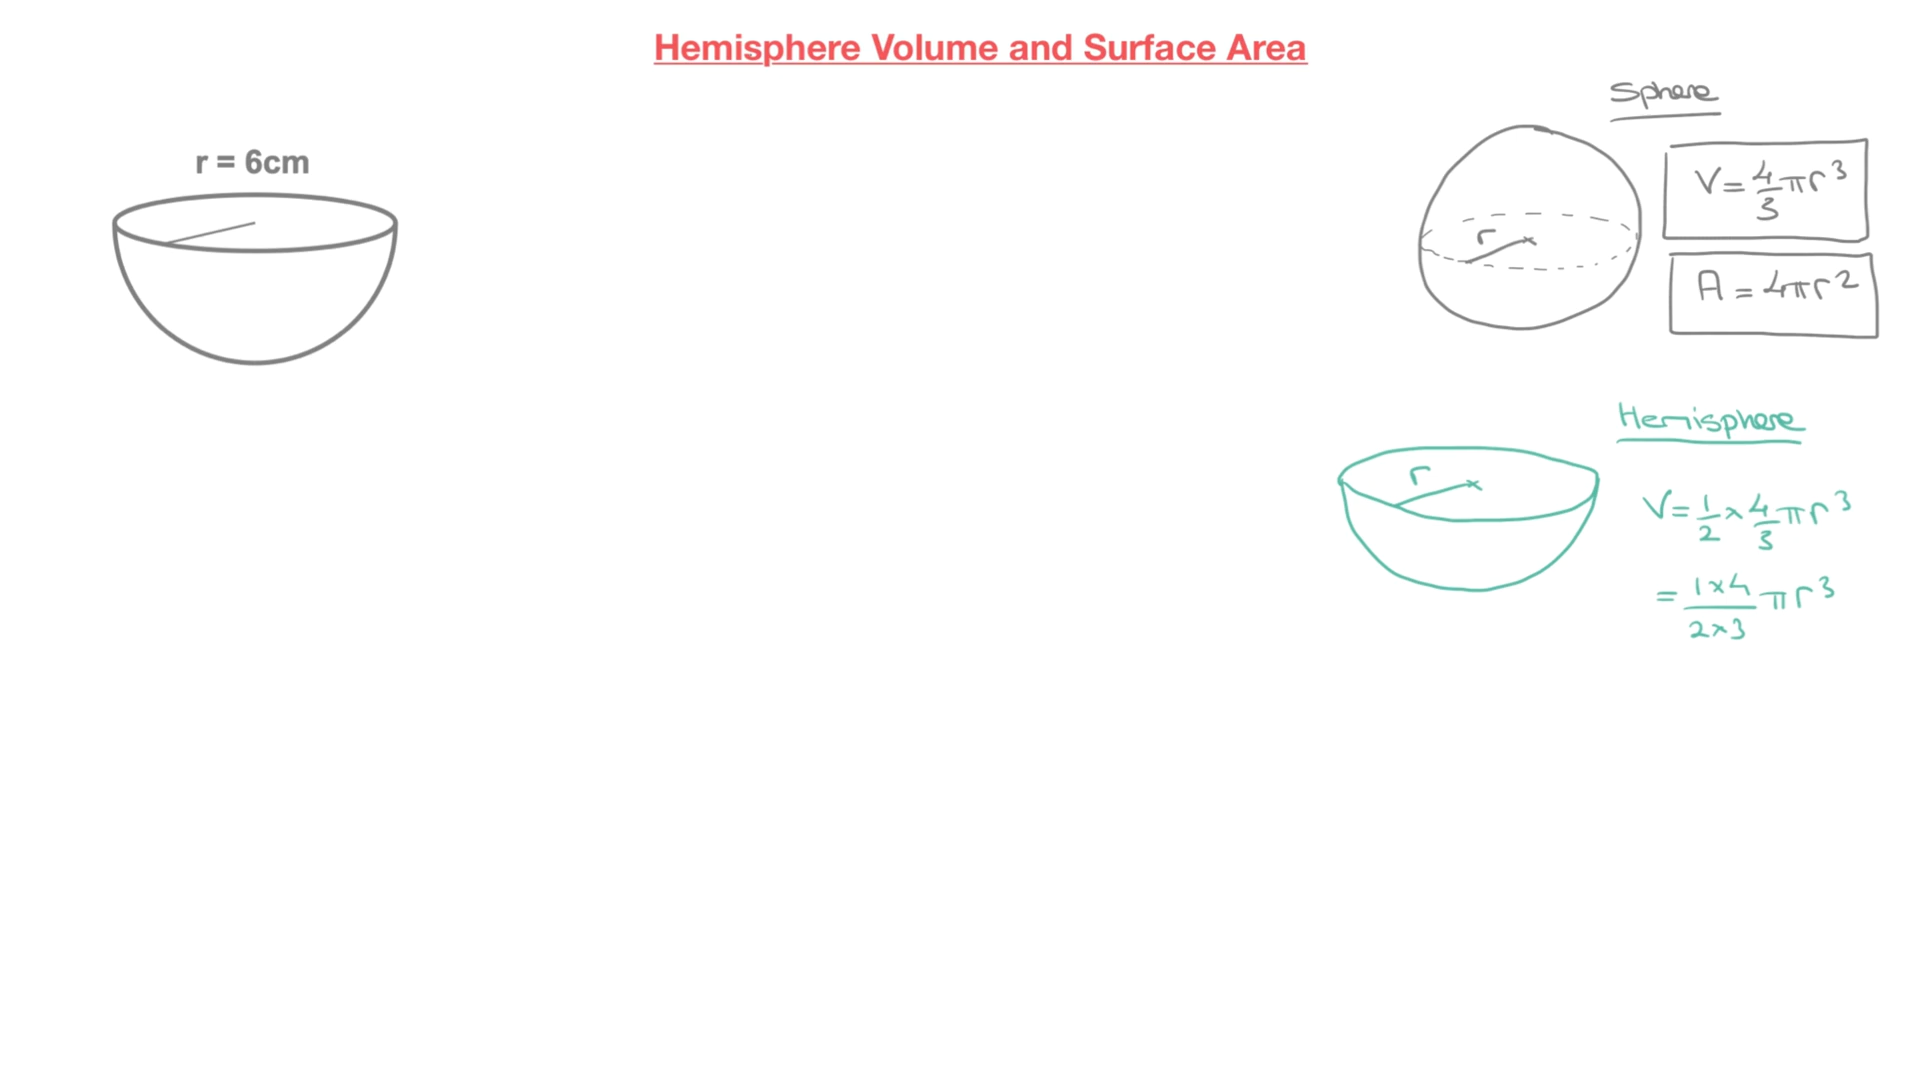 Hemisphere Volume and Surface Area
r = 6cm
Sphere
r
V = 4/3 πr³
A = 4πr²
Hemisphere
r
V = 1/2 × 4/3 πr³
= 1×4/2×3 πr³